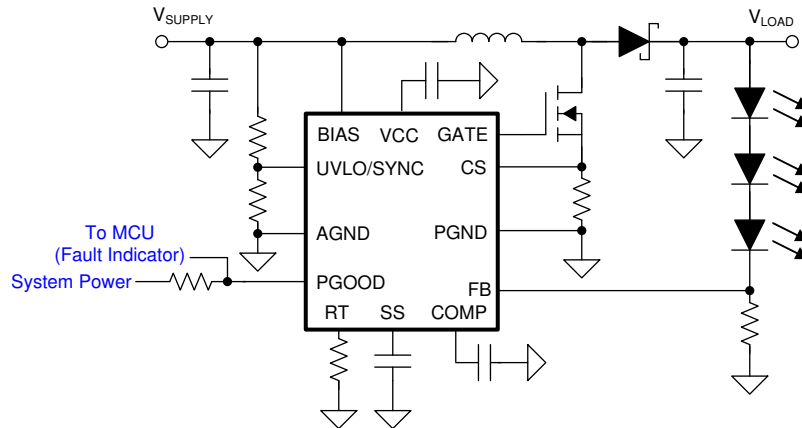 VSUPPLY
VLOAD
BIAS
VCC
GATE
UVLO/SYNC
CS
To MCU
(Fault Indicator)
AGND
PGND
System Power
PGOOD
FB
RT
SS
COMP